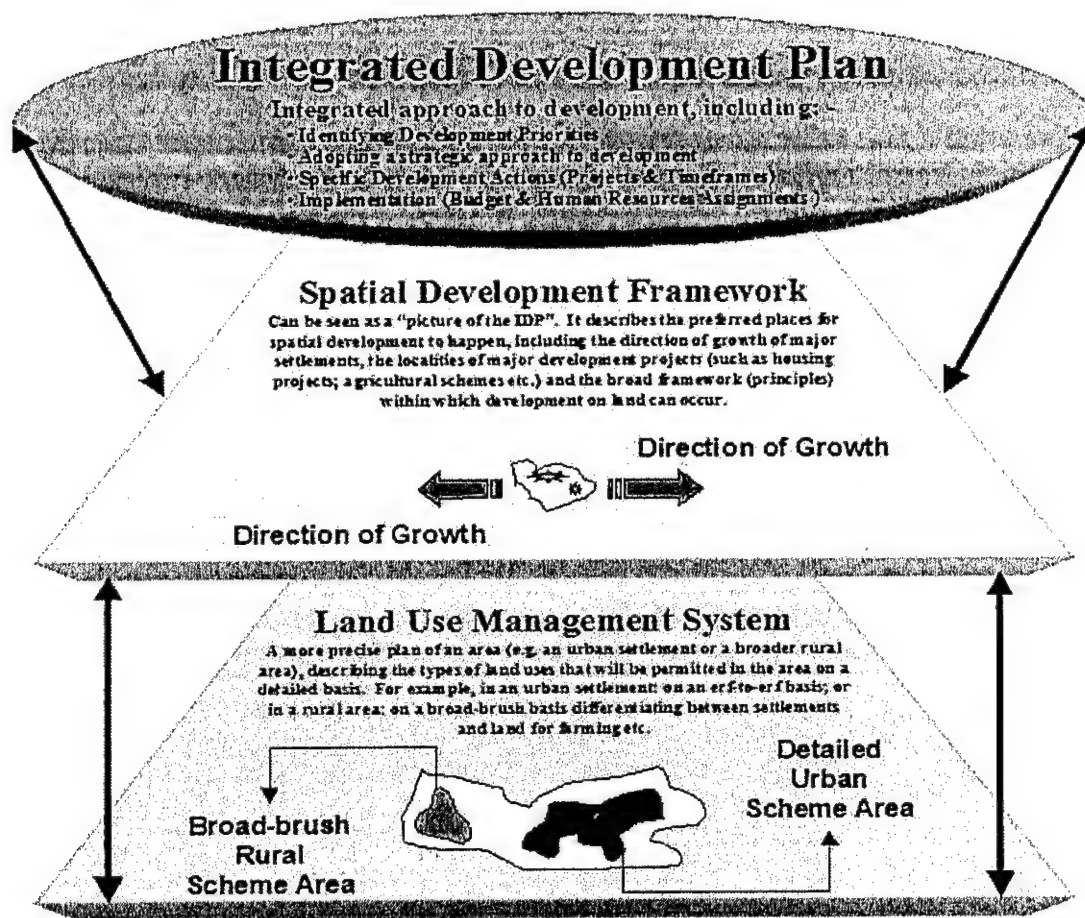 Integrated Development Plan
Integrated approach to development, including: -
· Identifying Development Priorities
· Adopting a strategic approach to development
· Specific Development Actions (Projects & Timeframes)
· Implementation (Budget & Human Resources Assignments )
Spatial Development Framework
Can be seen as a “picture of the IDP”. It describes the preferred places for
spatial development to happen, including the direction of growth of major
settlements, the localities of major development projects (such as housing
projects; agricultural schemes etc.) and the broad framework (principles)
within which development on land can occur.
Direction of Growth
Direction of Growth
Land Use Management System
A more precise plan of an area (e.g. an urban settlement or a broader rural
area), describing the types of land uses that will be permitted in the area on a
detailed basis. For example, in an urban settlement: on an erf-to-erf basis; or
in a rural area: on a broad-brush basis differentiating between settlements
and land for farming etc.
Detailed
Urban
Scheme Area
Broad-brush
Rural
Scheme Area